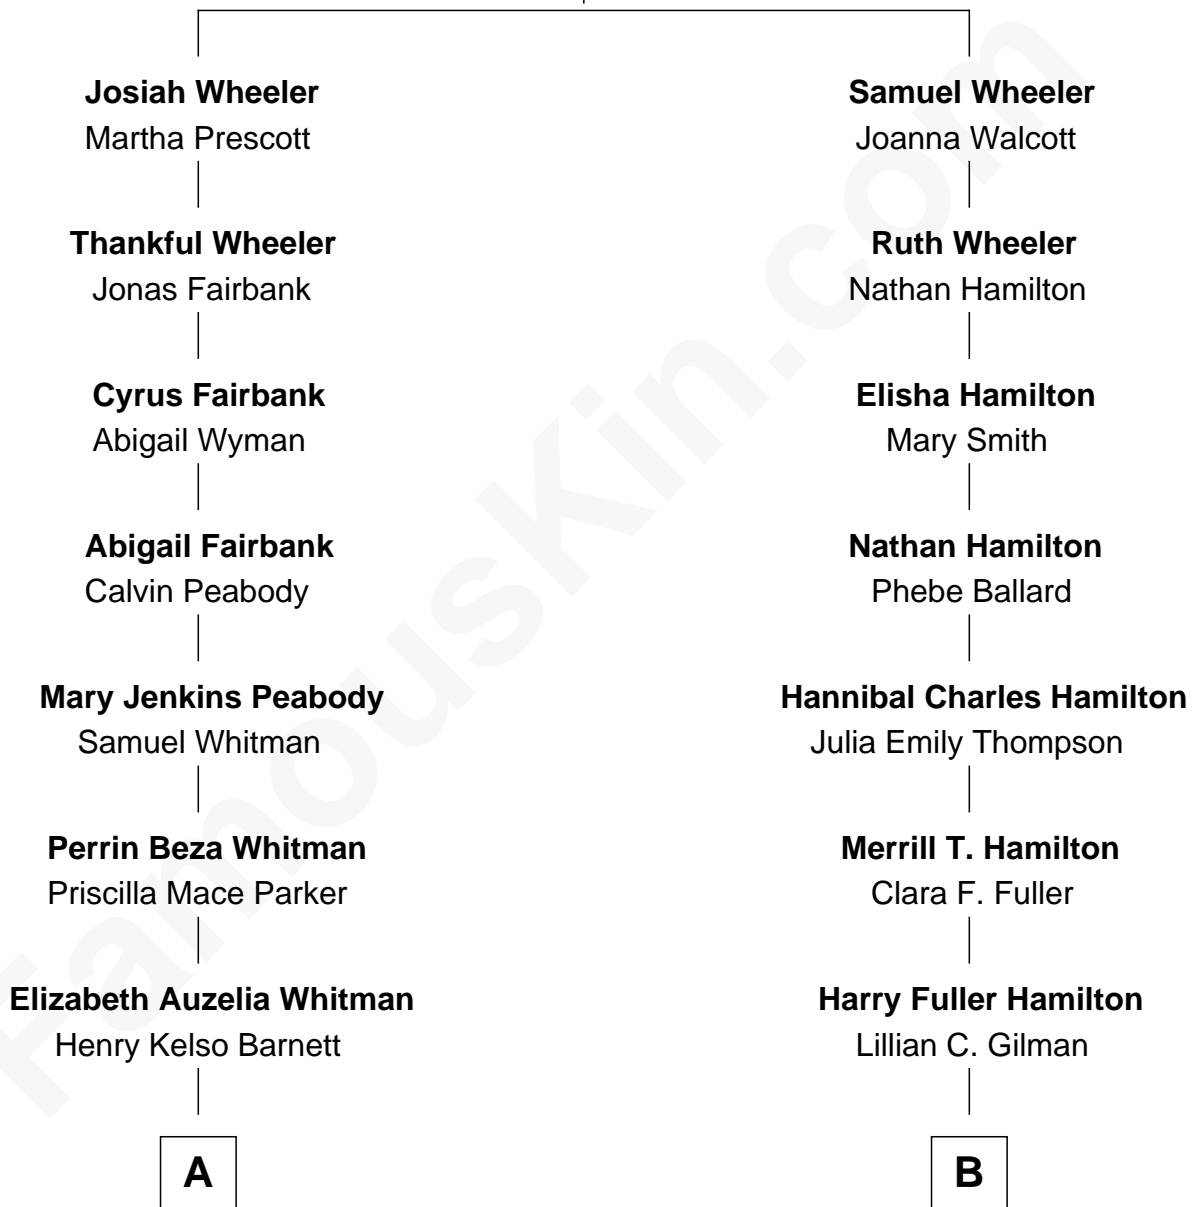 Josiah Wheeler
Martha Prescott
Thankful Wheeler
Jonas Fairbank
Cyrus Fairbank
Abigail Wyman
Abigail Fairbank
Calvin Peabody
Mary Jenkins Peabody
Samuel Whitman
Perrin Beza Whitman
Priscilla Mace Parker
Elizabeth Auzelia Whitman
Henry Kelso Barnett
A
Samuel Wheeler
Joanna Walcott
Ruth Wheeler
Nathan Hamilton
Elisha Hamilton
Mary Smith
Nathan Hamilton
Phebe Ballard
Hannibal Charles Hamilton
Julia Emily Thompson
Merrill T. Hamilton
Clara F. Fuller
Harry Fuller Hamilton
Lillian C. Gilman
B
FamousKin.com